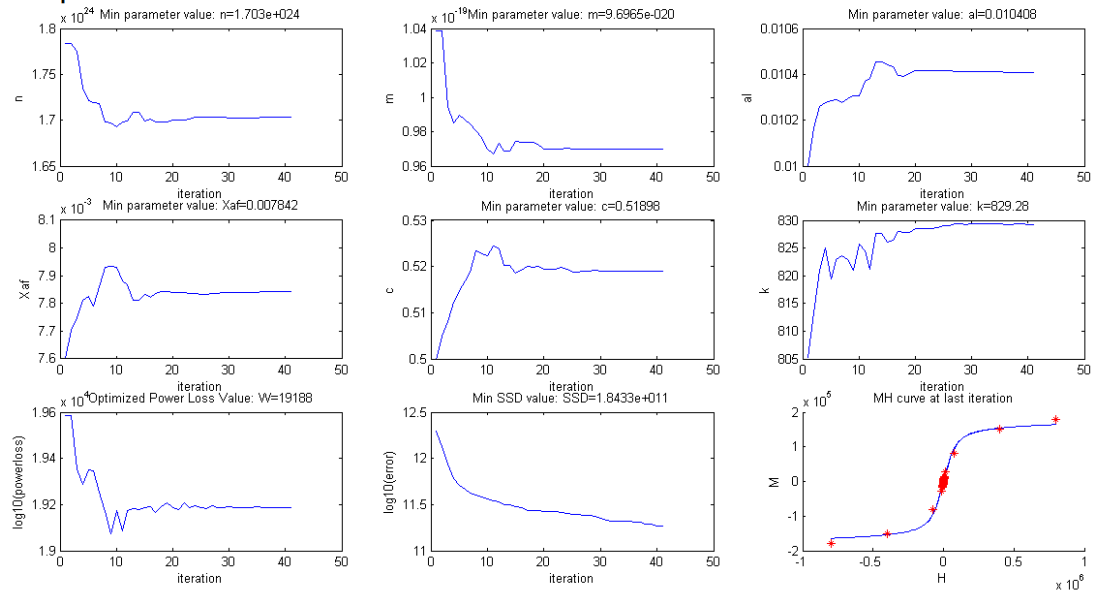 x 10^24 Min parameter value: n=1.703e+024
1.8
1.75
1.7
1.65
n
0 10 20 30 40 50
iteration
x 10^-19 Min parameter value: m=9.6965e-020
1.04
1.02
1
0.98
0.96
m
0 10 20 30 40 50
iteration
Min parameter value: al=0.010408
0.0106
0.0104
0.0102
0.01
al
0 10 20 30 40 50
iteration
x 10^-3 Min parameter value: Xaf=0.007842
8.1
8
7.9
7.8
7.7
7.6
Xaf
0 10 20 30 40 50
iteration
Min parameter value: c=0.51898
0.53
0.52
0.51
0.5
c
0 10 20 30 40 50
iteration
Min parameter value: k=829.28
830
825
820
815
810
805
k
0 10 20 30 40 50
iteration
x 10^4 Optimized Power Loss Value: W=19188
1.96
1.94
1.92
1.9
log10(powerloss)
0 10 20 30 40 50
iteration
Min SSD value: SSD=1.8433e+011
12.5
12
11.5
11
log10(error)
0 10 20 30 40 50
iteration
MH curve at last iteration
x 10^5
2
1
0
-1
-2
M
-1 -0.5 0 0.5 1
H
x 10^6